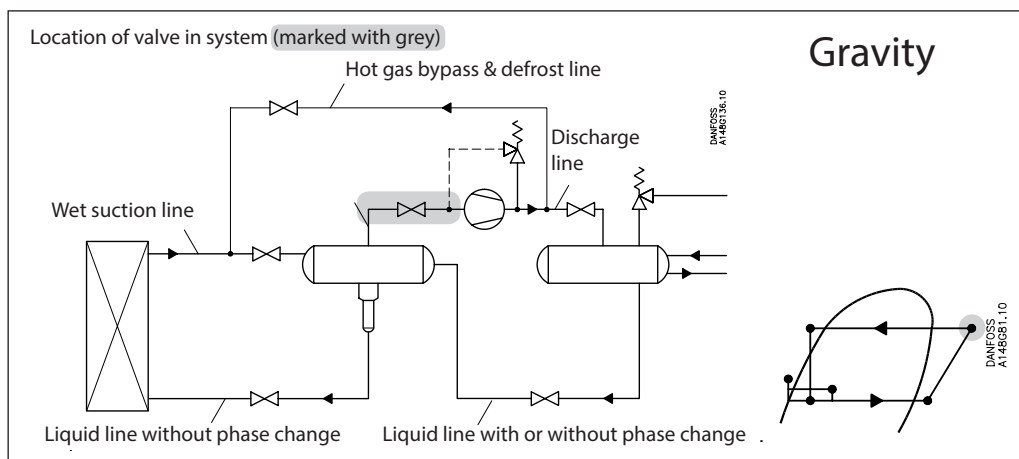 Location of valve in system (marked with grey)
Gravity
Hot gas bypass & defrost line
DANFOSS
A148G136.10
Discharge
line
Wet suction line
DANFOSS
A148G81.10
Liquid line without phase change
Liquid line with or without phase change